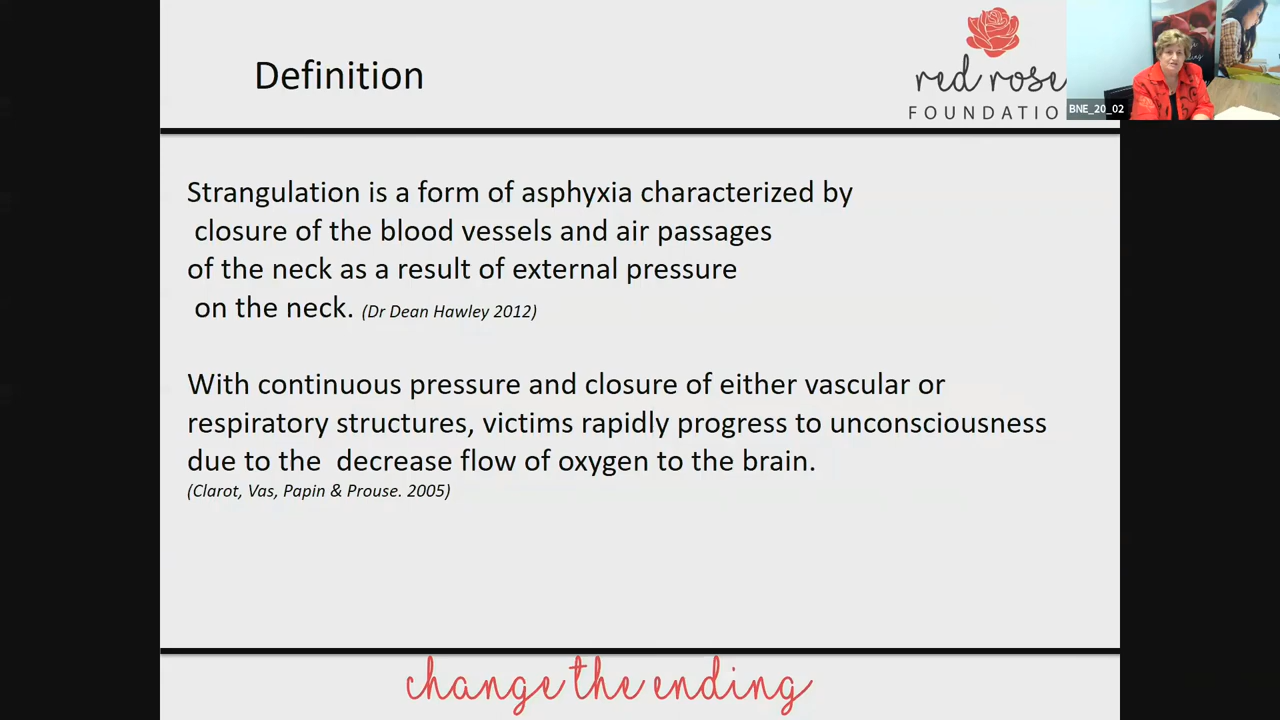 Definition
red rose
FOUNDATIO
BNE_20_02
Strangulation is a form of asphyxia characterized by
closure of the blood vessels and air passages
of the neck as a result of external pressure
on the neck. (Dr Dean Hawley 2012)
With continuous pressure and closure of either vascular or
respiratory structures, victims rapidly progress to unconsciousness
due to the decrease flow of oxygen to the brain.
(Clarot, Vas, Papin & Prouse. 2005)
change the ending